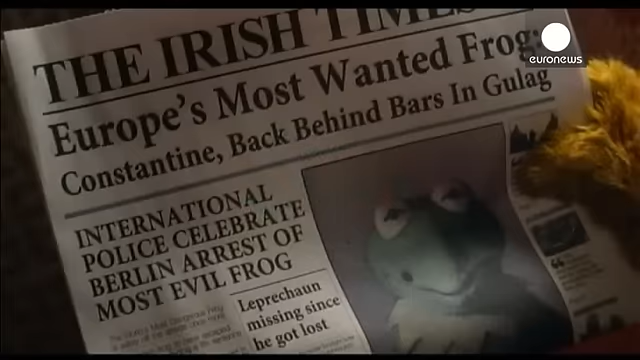 THE IRISH TIMES
euronews
Europe's Most Wanted Frog:
Constantine, Back Behind Bars In Gulag
INTERNATIONAL
POLICE CELEBRATE
BERLIN ARREST OF
MOST EVIL FROG
Leprechaun
missing since
he got lost